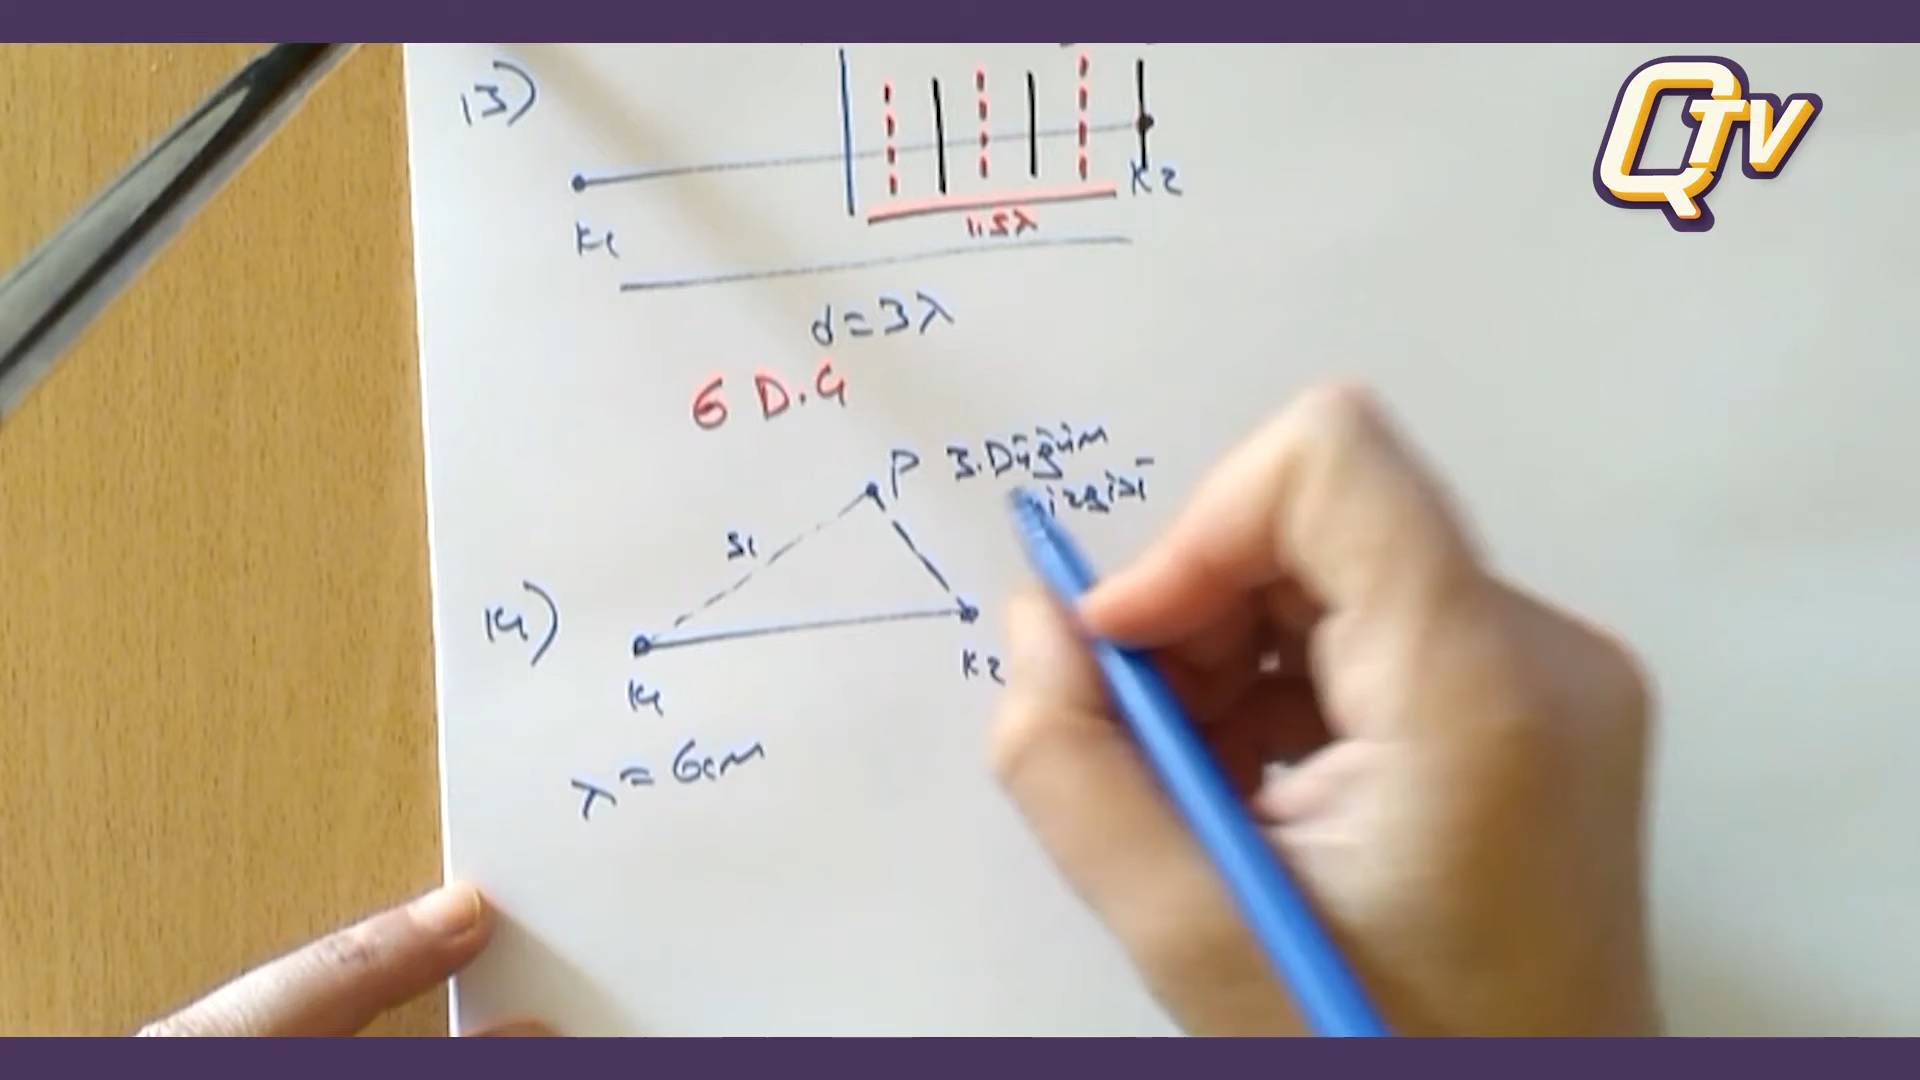 QTV
13)
K1
K2
1,5λ
d=3λ
6 D.Ç
P 3.Düğüm
çizgisi
S1
14)
K1
K2
λ = 6cm